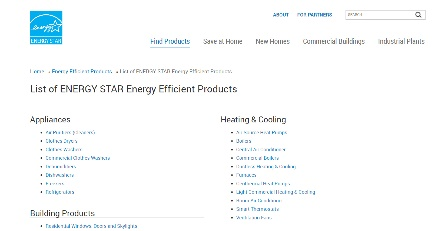 ABOUT FOR PARTNERS SEARCH
ENERGY STAR
Find Products Save at Home New Homes Commercial Buildings Industrial Plants
Home » Energy Efficient Products » List of ENERGY STAR Energy Efficient Products
List of ENERGY STAR Energy Efficient Products
Appliances
Air Purifiers (Cleaners)
Clothes Dryers
Clothes Washers
Commercial Clothes Washers
Dehumidifiers
Dishwashers
Freezers
Refrigerators
Building Products
Residential Windows, Doors and Skylights
Heating & Cooling
Air-Source Heat Pumps
Boilers
Central Air Conditioners
Commercial Boilers
Ductless Heating & Cooling
Furnaces
Geothermal Heat Pumps
Light Commercial Heating & Cooling
Room Air Conditioners
Smart Thermostats
Ventilation Fans